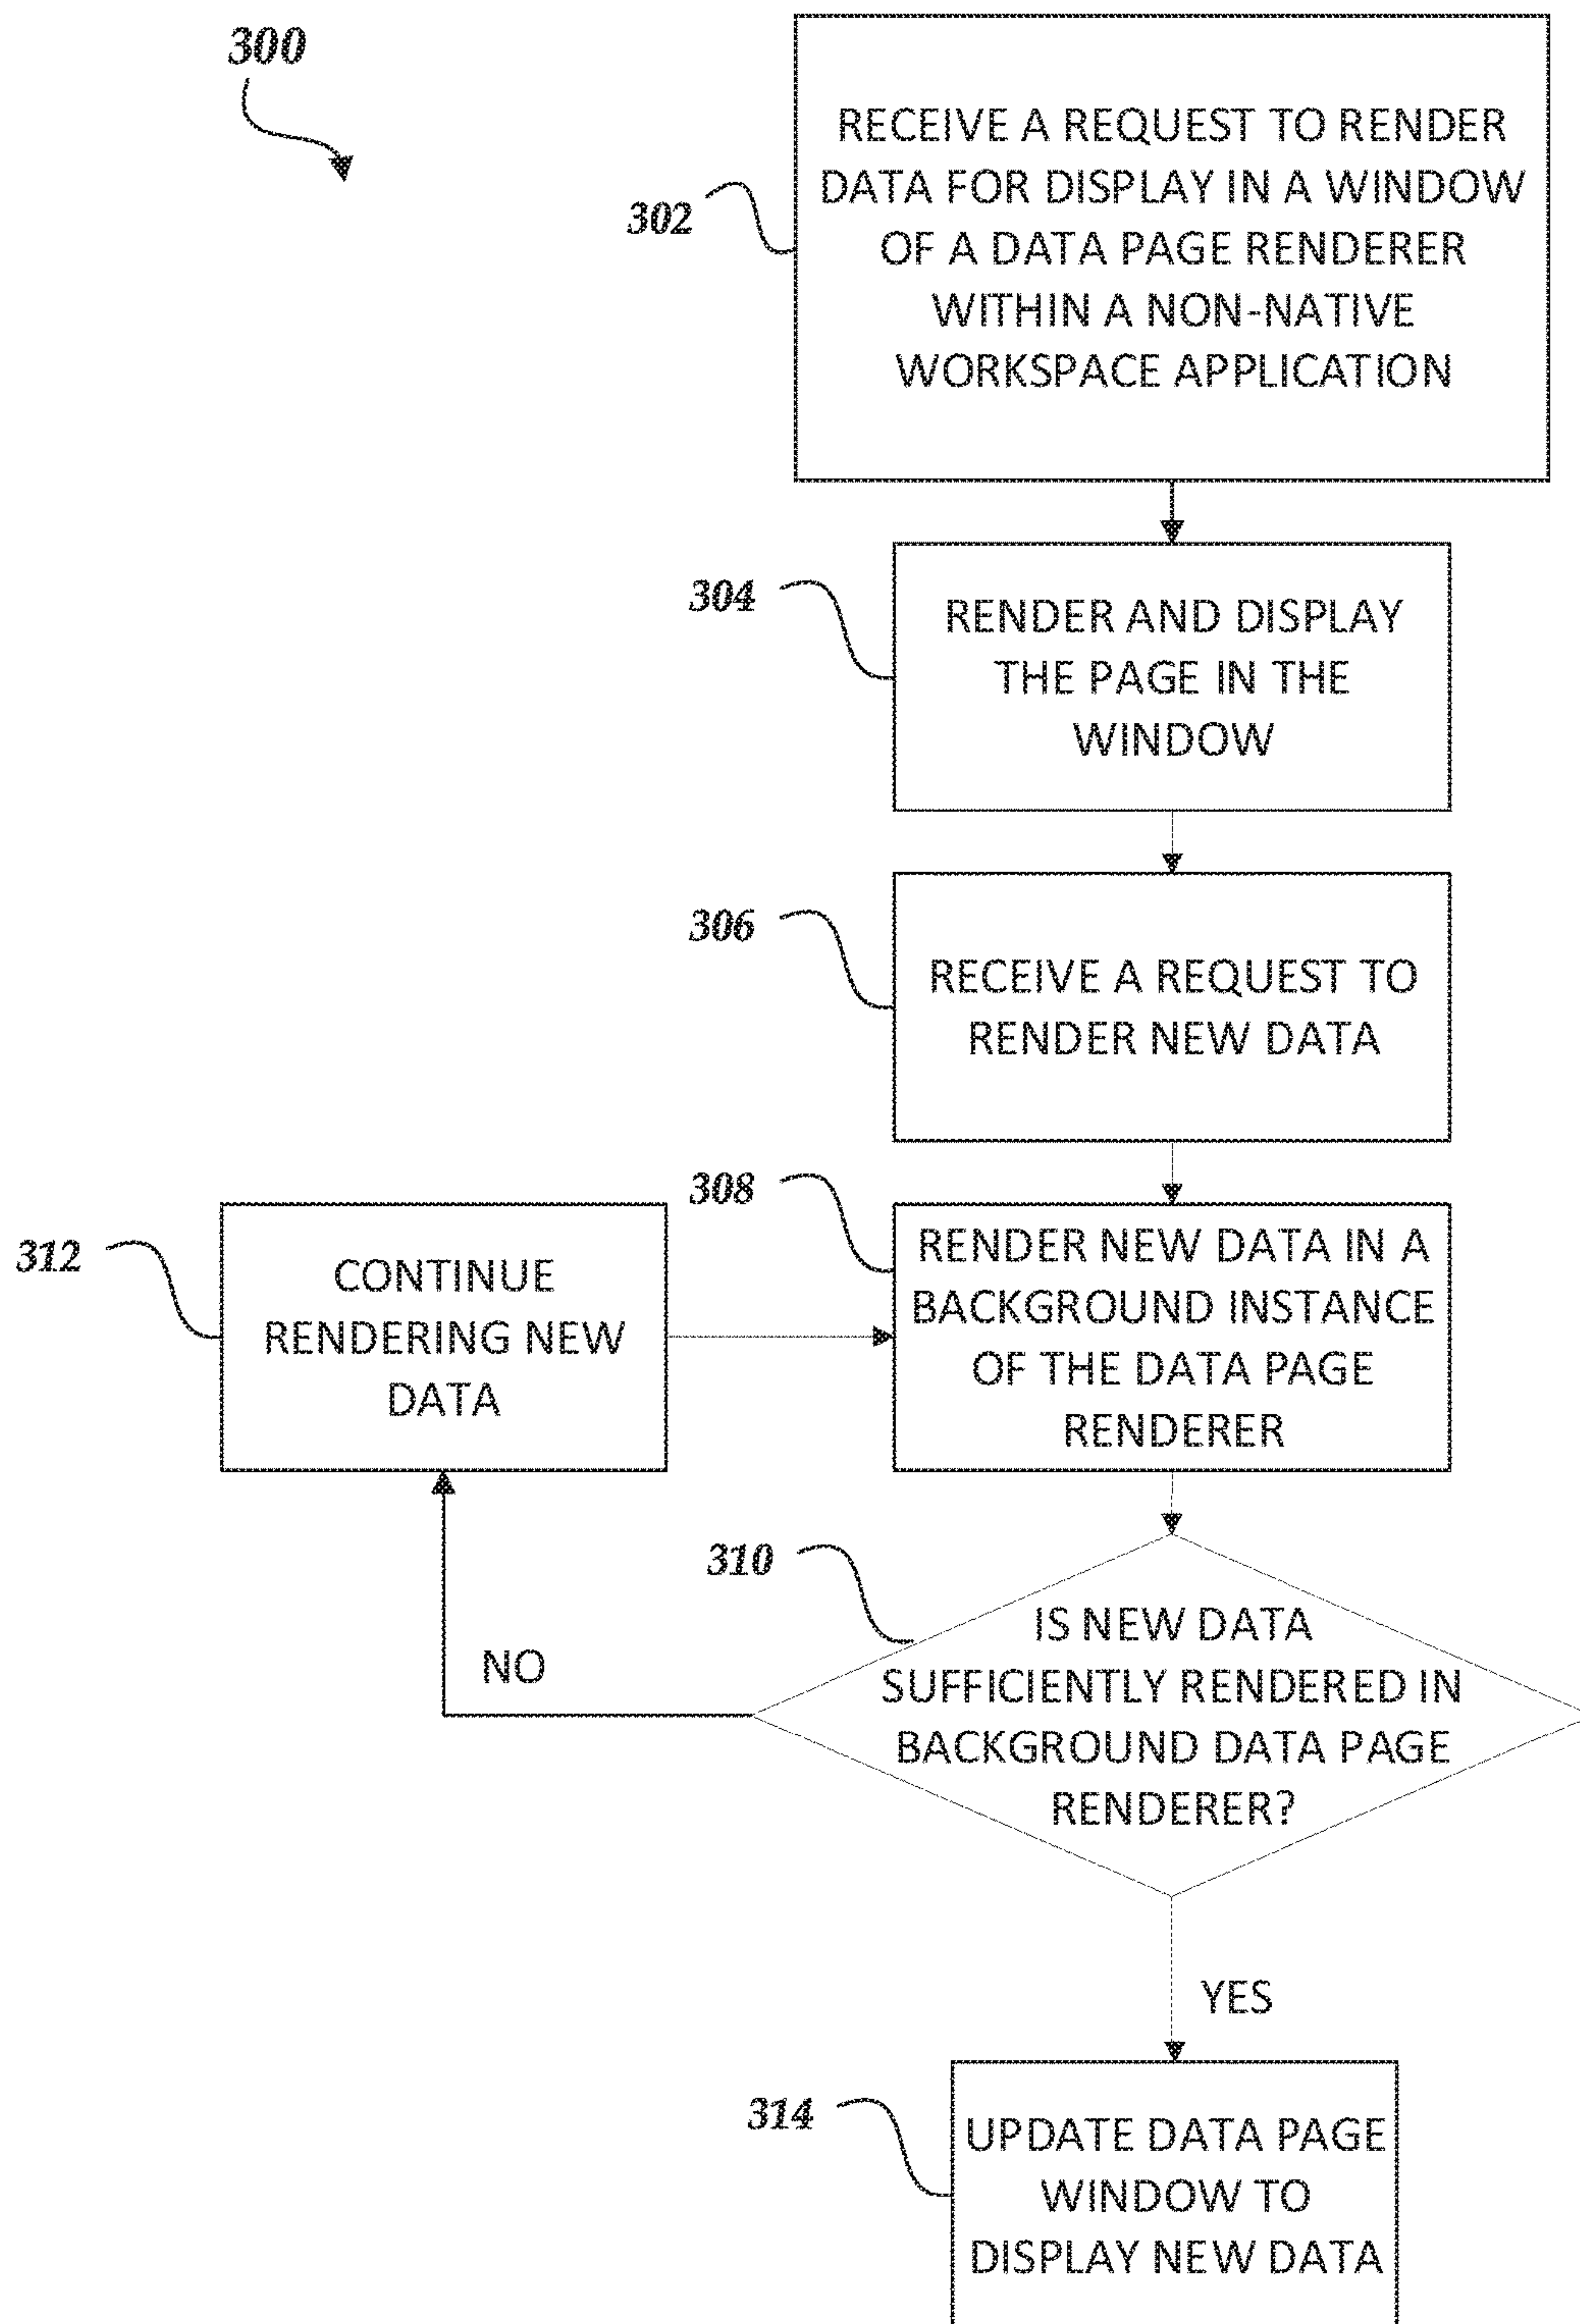 300
302
RECEIVE A REQUEST TO RENDER
DATA FOR DISPLAY IN A WINDOW
OF A DATA PAGE RENDERER
WITHIN A NON-NATIVE
WORKSPACE APPLICATION
304
RENDER AND DISPLAY
THE PAGE IN THE
WINDOW
306
RECEIVE A REQUEST TO
RENDER NEW DATA
308
RENDER NEW DATA IN A
BACKGROUND INSTANCE
OF THE DATA PAGE
RENDERER
312
CONTINUE
RENDERING NEW
DATA
310
IS NEW DATA
SUFFICIENTLY RENDERED IN
BACKGROUND DATA PAGE
RENDERER?
NO
YES
314
UPDATE DATA PAGE
WINDOW TO
DISPLAY NEW DATA